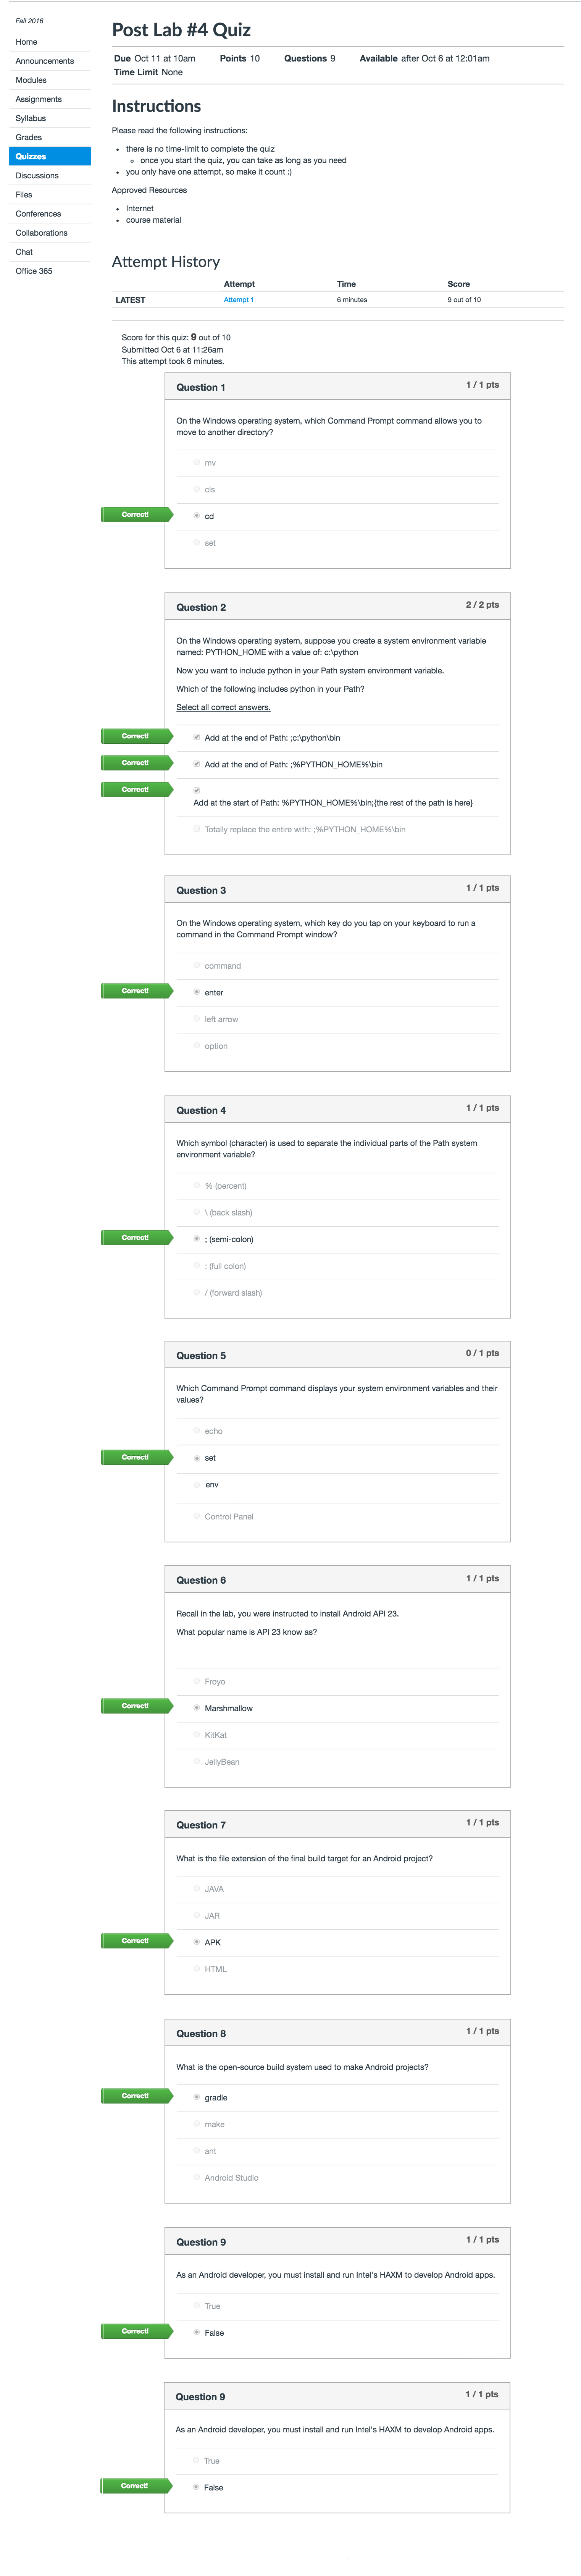 Fall 2016
Home
Announcements
Modules
Assignments
Syllabus
Grades
Quizzes
Discussions
Files
Conferences
Collaborations
Chat
Office 365
Post Lab #4 Quiz
Due Oct 11 at 10am Points 10 Questions 9 Available after Oct 6 at 12:01am
Time Limit None
Instructions
Please read the following instructions:
there is no time-limit to complete the quiz
once you start the quiz, you can take as long as you need
you only have one attempt, so make it count :)
Approved Resources
Internet
course material
Attempt History
Attempt Time Score
LATEST Attempt 1 6 minutes 9 out of 10
Score for this quiz: 9 out of 10
Submitted Oct 6 at 11:26am
This attempt took 6 minutes.
Question 1 1 / 1 pts
On the Windows operating system, which Command Prompt command allows you to
move to another directory?
mv
cls
Correct! cd
set
Question 2 2 / 2 pts
On the Windows operating system, suppose you create a system environment variable
named: PYTHON_HOME with a value of: c:\python
Now you want to include python in your Path system environment variable.
Which of the following includes python in your Path?
Select all correct answers.
Correct! Add at the end of Path: ;c:\python\bin
Correct! Add at the end of Path: ;%PYTHON_HOME%\bin
Correct!
Add at the start of Path: %PYTHON_HOME%\bin;{the rest of the path is here}
Totally replace the entire with: ;%PYTHON_HOME%\bin
Question 3 1 / 1 pts
On the Windows operating system, which key do you tap on your keyboard to run a
command in the Command Prompt window?
command
Correct! enter
left arrow
option
Question 4 1 / 1 pts
Which symbol (character) is used to separate the individual parts of the Path system
environment variable?
% (percent)
\ (back slash)
Correct! ; (semi-colon)
: (full colon)
/ (forward slash)
Question 5 0 / 1 pts
Which Command Prompt command displays your system environment variables and their
values?
echo
Correct! set
env
Control Panel
Question 6 1 / 1 pts
Recall in the lab, you were instructed to install Android API 23.
What popular name is API 23 know as?
Froyo
Correct! Marshmallow
KitKat
JellyBean
Question 7 1 / 1 pts
What is the file extension of the final build target for an Android project?
JAVA
JAR
Correct! APK
HTML
Question 8 1 / 1 pts
What is the open-source build system used to make Android projects?
Correct! gradle
make
ant
Android Studio
Question 9 1 / 1 pts
As an Android developer, you must install and run Intel's HAXM to develop Android apps.
True
Correct! False
Question 9 1 / 1 pts
As an Android developer, you must install and run Intel's HAXM to develop Android apps.
True
Correct! False